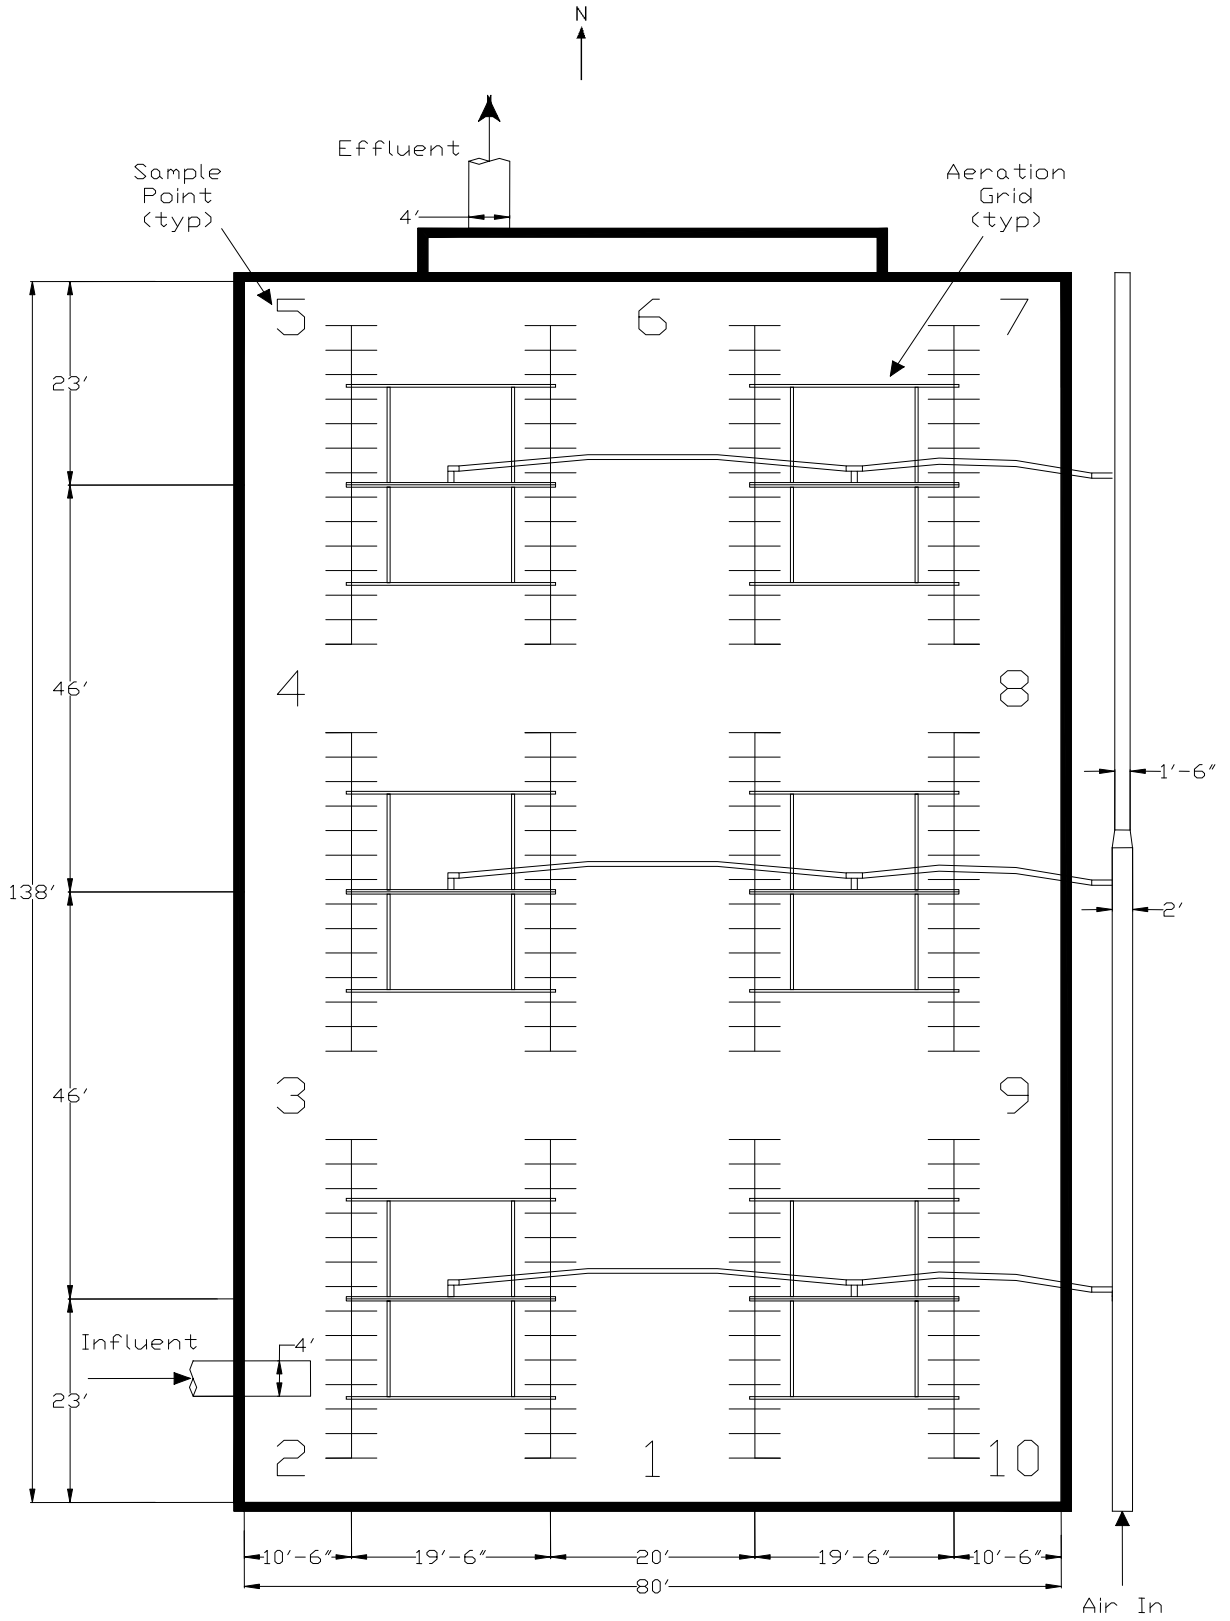 N
Effluent
Sample
Point
(typ)
Aeration
Grid
(typ)
4'
5
6
7
23'
4
8
46'
1'-6"
138'
2'
3
9
46'
Influent
4'
23'
2
1
10
10'-6"
19'-6"
20'
19'-6"
10'-6"
80'
Air In